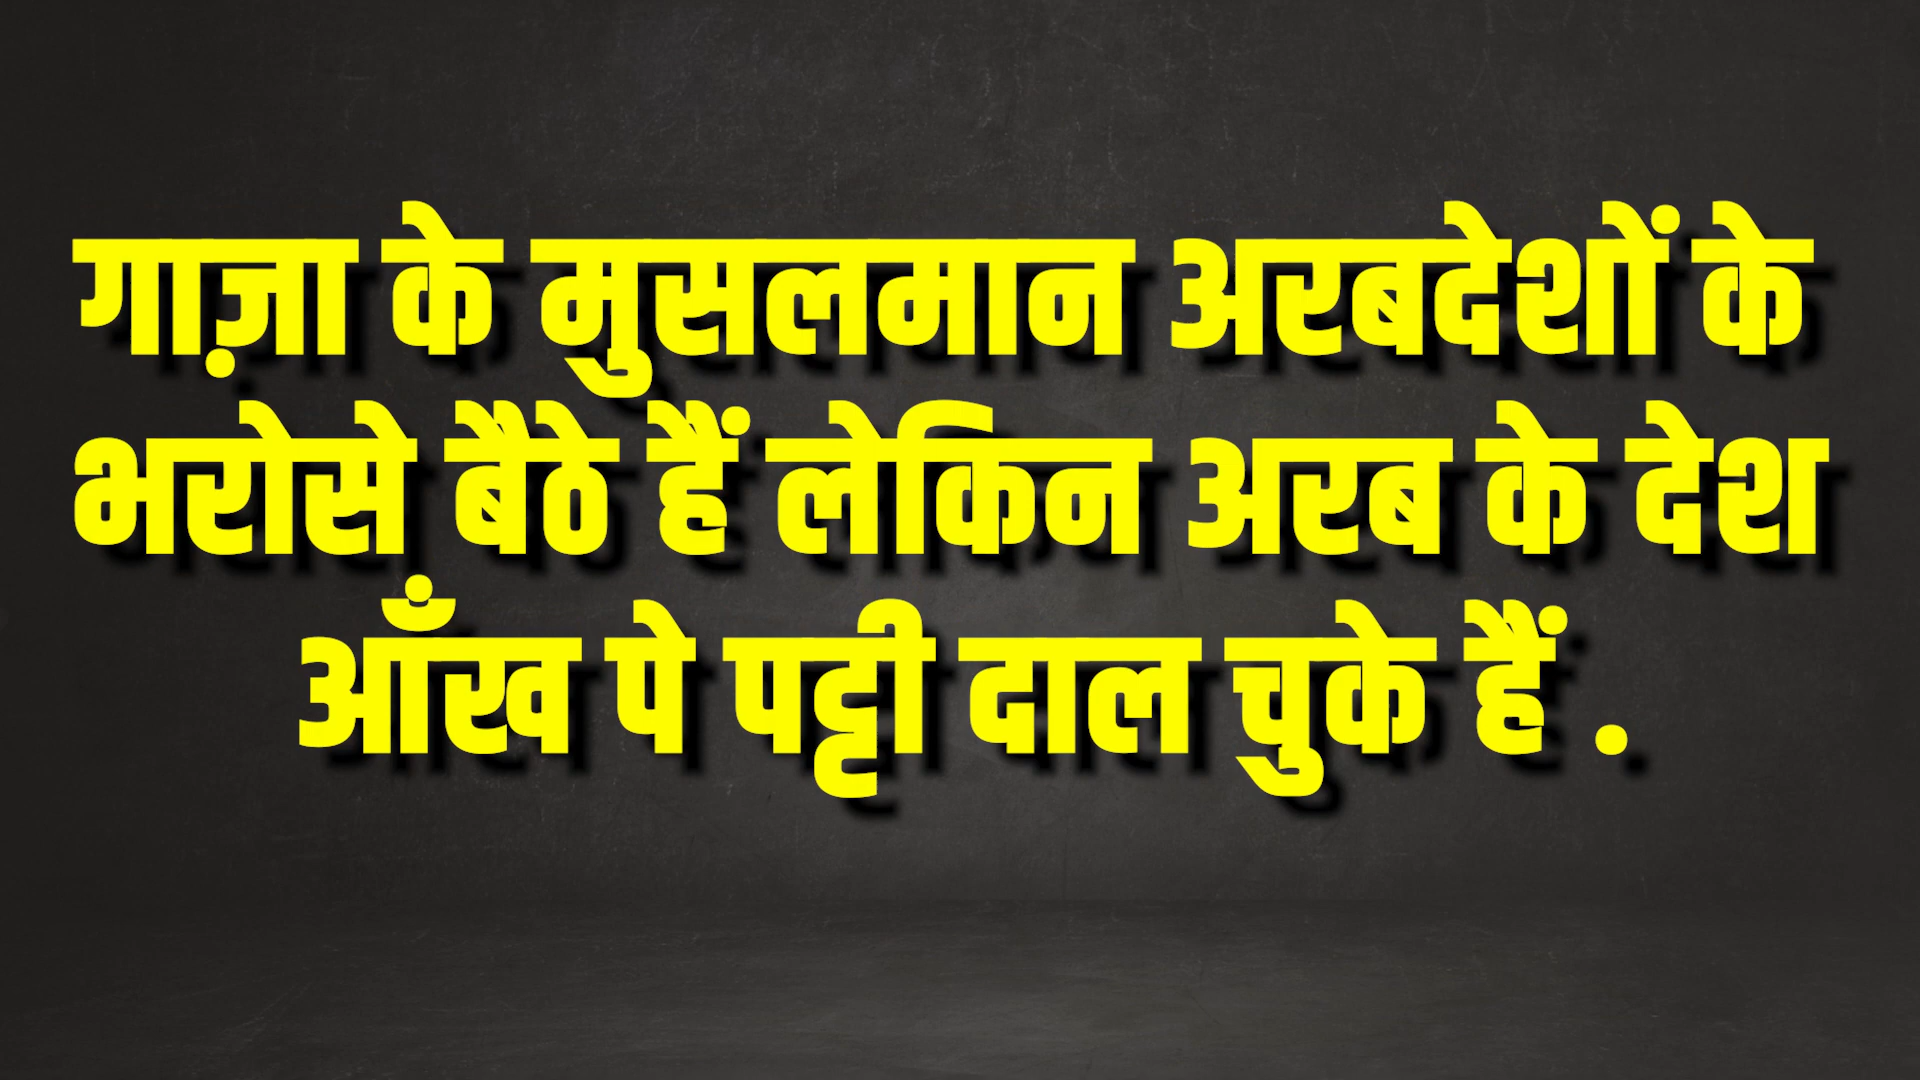 गाज़ा के मुसलमान अरबदेशों के
भरोसे बैठे हैं लेकिन अरब के देश
आँख पे पट्टी दाल चुके हैं .